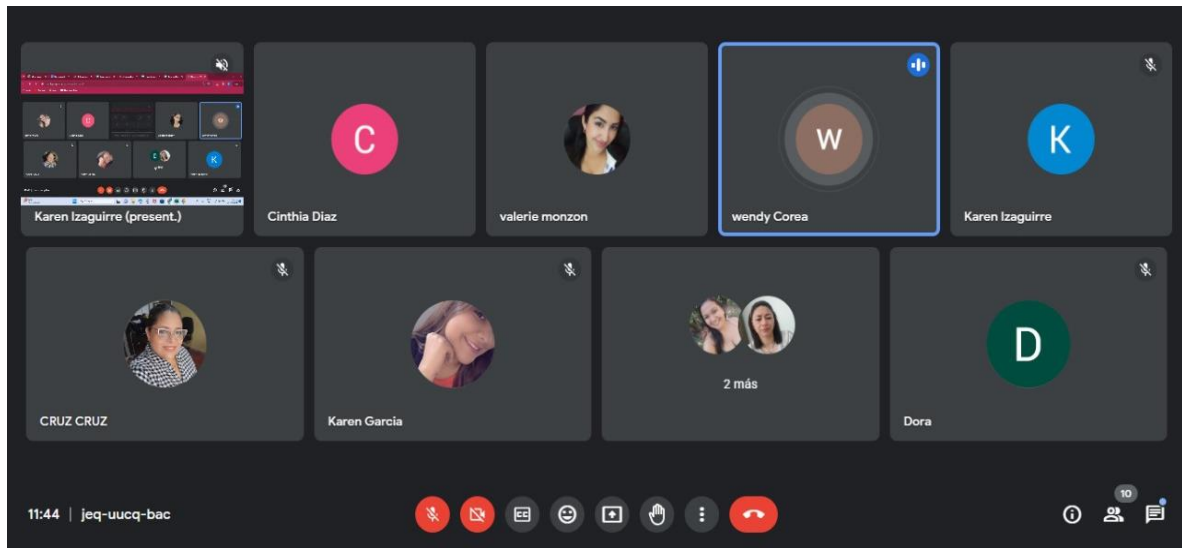 C
W
K
Karen Izaguirre (present.)
Cinthia Diaz
valerie monzon
wendy Corea
Karen Izaguirre
2 más
D
CRUZ CRUZ
Karen Garcia
Dora
11:44 | jeq-uucq-bac
CC
10